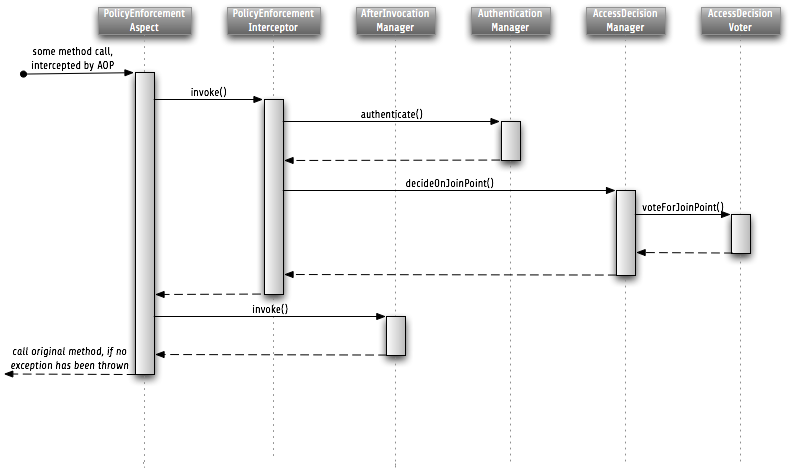 PolicyEnforcement
Aspect
PolicyEnforcement
Interceptor
AfterInvocation
Manager
Authentication
Manager
AccessDecision
Manager
AccessDecision
Voter
some method call,
intercepted by AOP
invoke()
authenticate()
decideOnJoinPoint()
voteForJoinPoint()
invoke()
call original method, if no
exception has been thrown